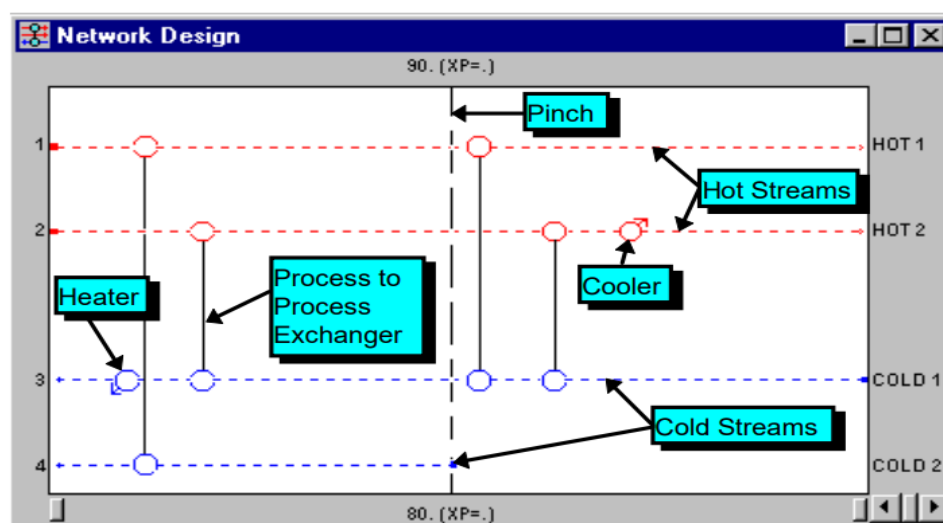 Network Design
90. (XP=.)
Pinch
1
HOT 1
Hot Streams
2
HOT 2
Process to
Process
Exchanger
Cooler
Heater
3
COLD 1
Cold Streams
4
COLD 2
80. (XP=.)